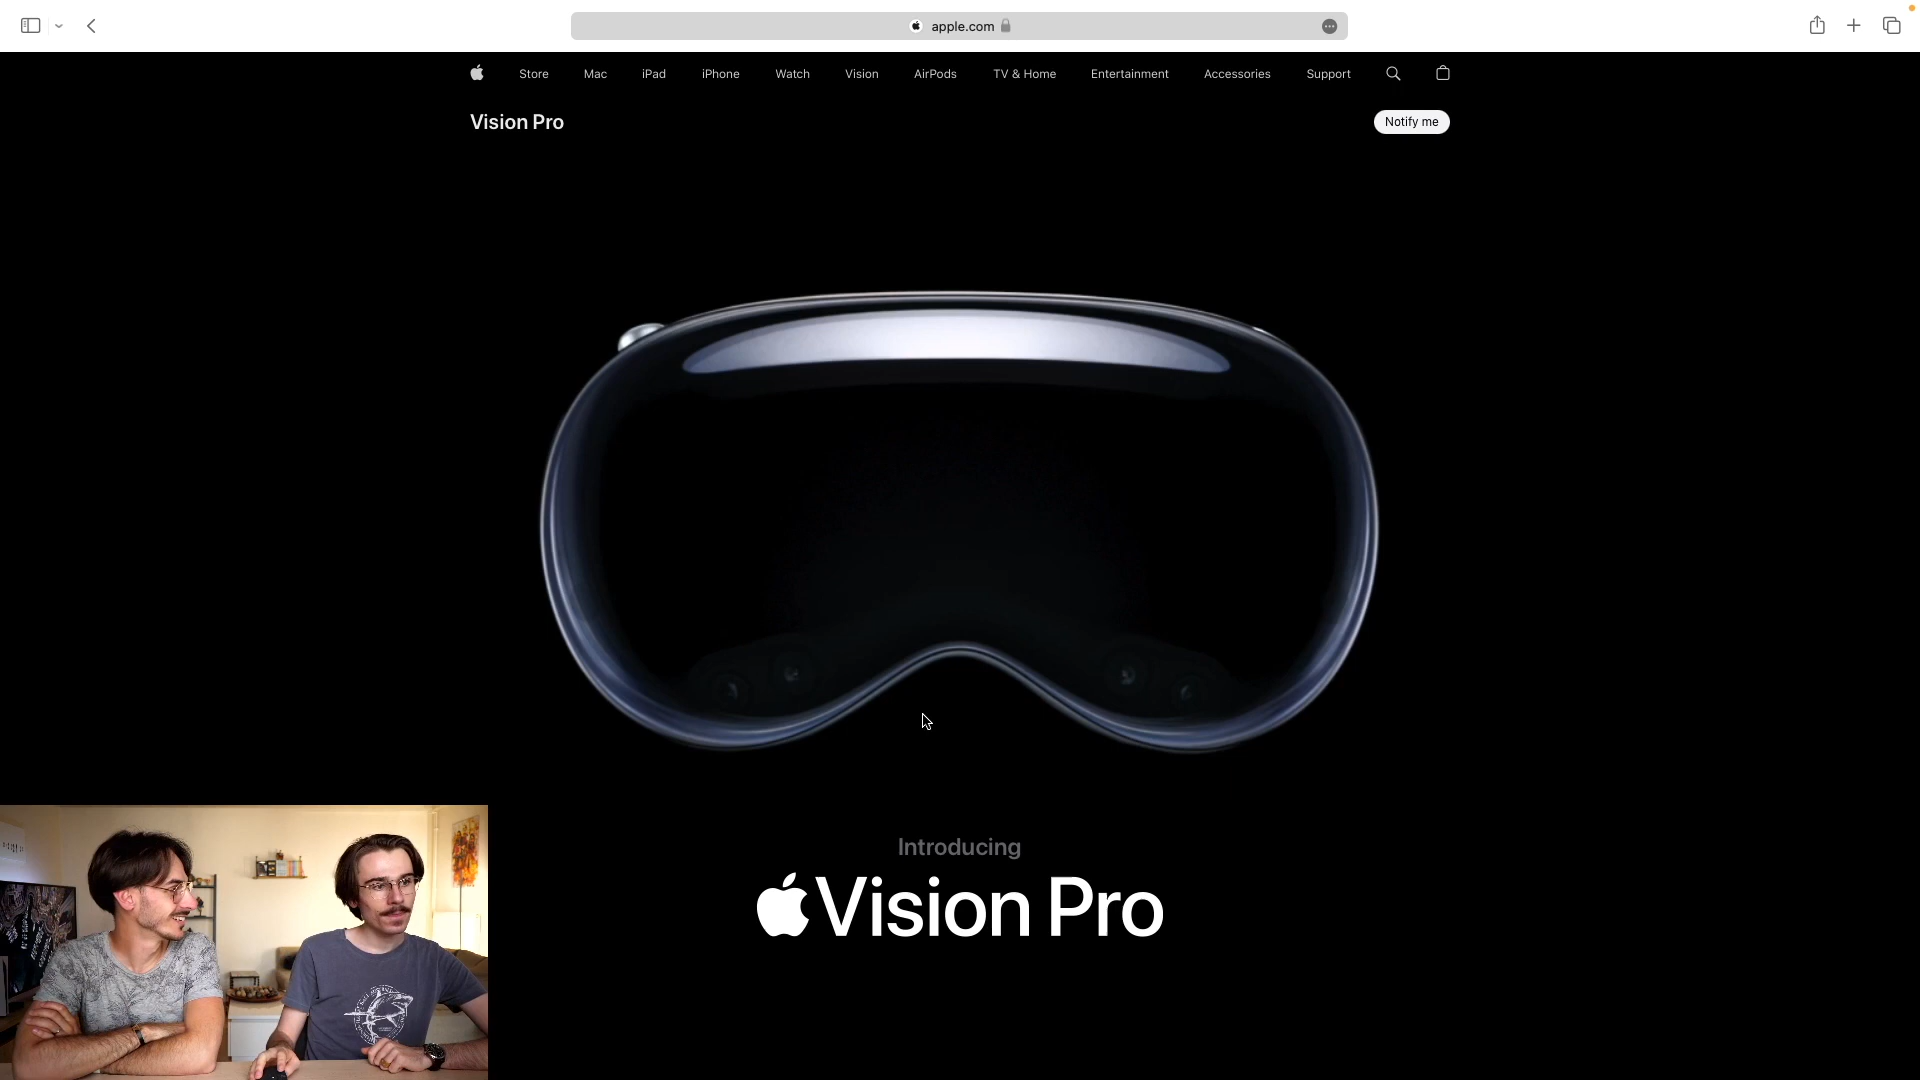 apple.com
Store Mac iPad iPhone Watch Vision AirPods TV & Home Entertainment Accessories Support
Vision Pro
Notify me
Introducing
Vision Pro